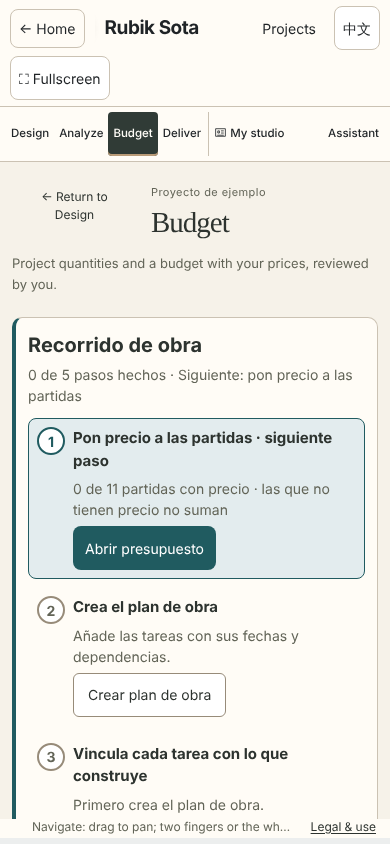 ← Home
Rubik Sota
Projects
中文
Fullscreen
Design Analyze Budget Deliver My studio Assistant
← Return to
Design
Proyecto de ejemplo
Budget
Project quantities and a budget with your prices, reviewed
by you.
Recorrido de obra
0 de 5 pasos hechos · Siguiente: pon precio a las
partidas
1
Pon precio a las partidas · siguiente
paso
0 de 11 partidas con precio · las que no
tienen precio no suman
Abrir presupuesto
2
Crea el plan de obra
Añade las tareas con sus fechas y
dependencias.
Crear plan de obra
3
Vincula cada tarea con lo que
construye
Primero crea el plan de obra.
Navigate: drag to pan; two fingers or the wh...
Legal & use